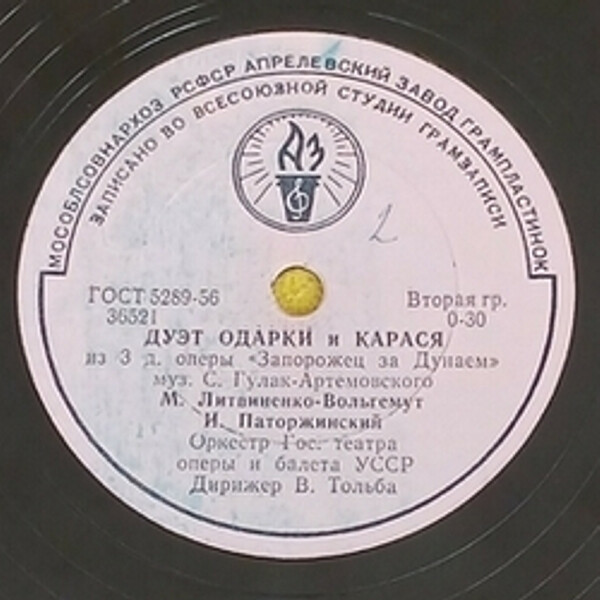 МОСОБЛСОВНАРХОЗ РСФСР АПРЕЛЕВСКИЙ ЗАВОД ГРАМПЛАСТИНОК
ЗАПИСАНО ВО ВСЕСОЮЗНОЙ СТУДИИ ГРАМЗАПИСИ
АЗ
2
ГОСТ 5289-56 Вторая гр.
36521 0-30
ДУЭТ ОДАРКИ и КАРАСЯ
из 3 д. оперы «Запорожец за Дунаем»
муз. С. Гулак-Артемовского
М. Литвиненко-Вольгемут
И. Паторжинский
Оркестр Гос. театра
оперы и балета УССР
Дирижер В. Тольба